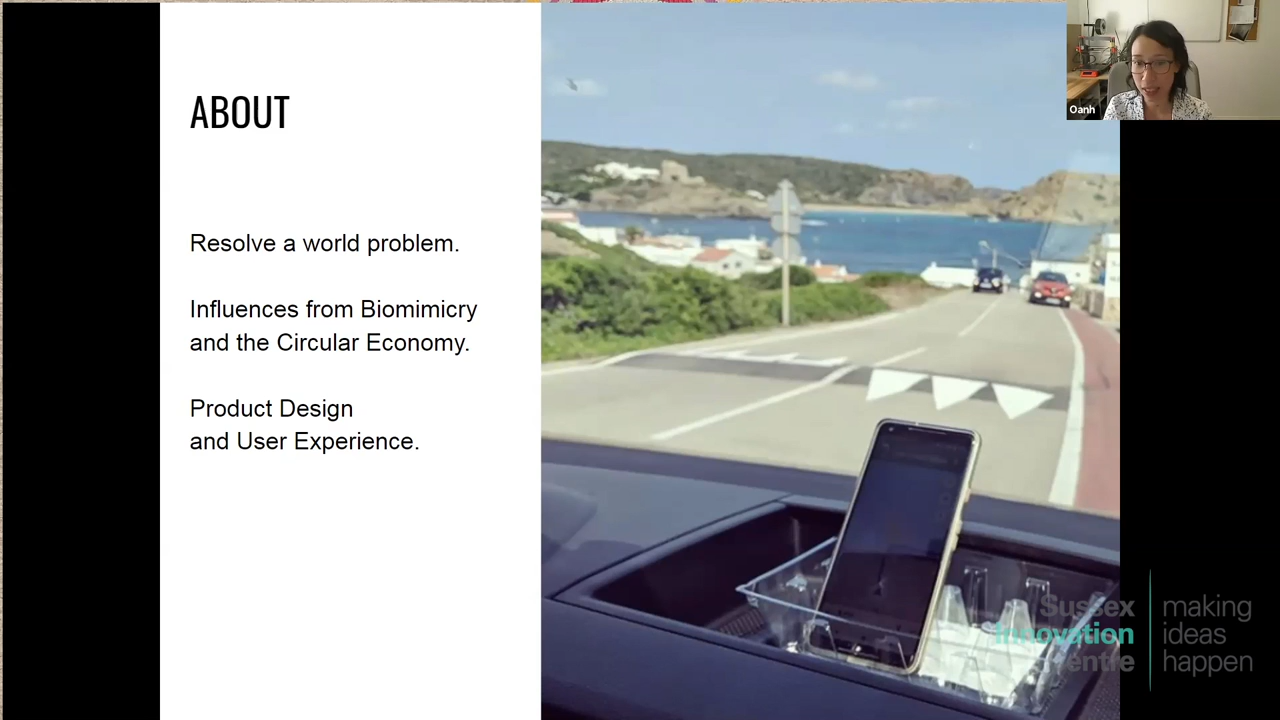 ABOUT
Resolve a world problem.
Influences from Biomimicry
and the Circular Economy.
Product Design
and User Experience.
Oanh
Sussex
Innovation
Centre
making
ideas
happen